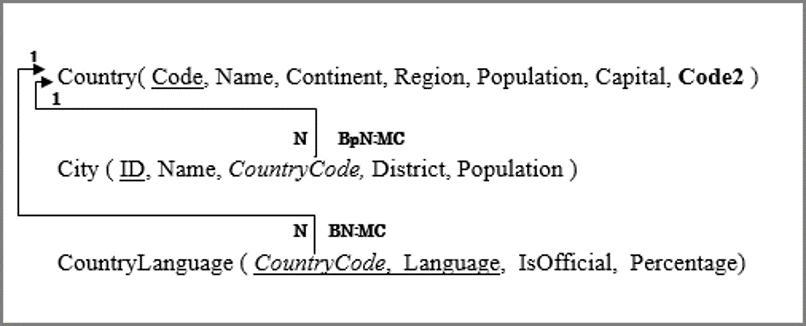 1
Country( Code, Name, Continent, Region, Population, Capital, Code2 )
1
N BpN:MC
City ( ID, Name, CountryCode, District, Population )
N BN:MC
CountryLanguage ( CountryCode, Language, IsOfficial, Percentage)